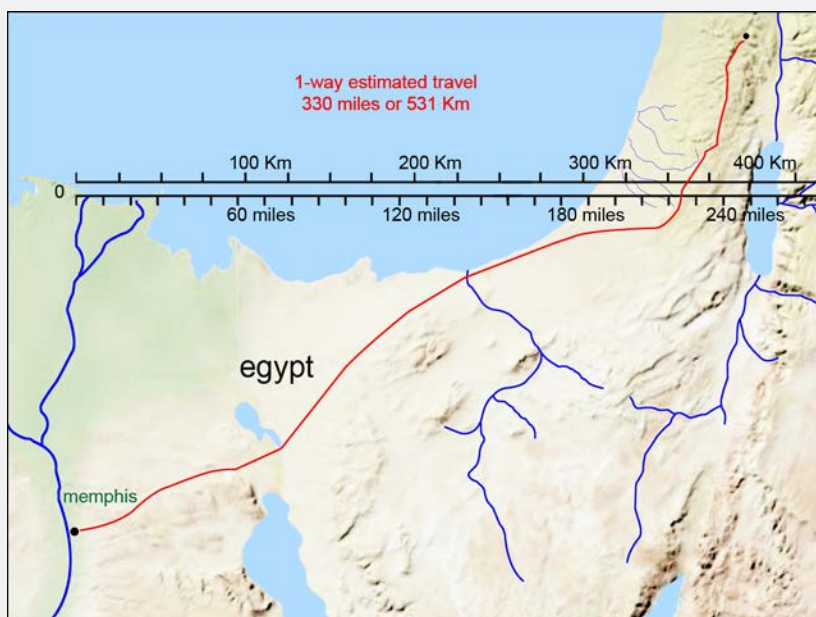 1-way estimated travel
330 miles or 531 Km
100 Km 200 Km 300 Km 400 Km
0
60 miles 120 miles 180 miles 240 miles
egypt
memphis